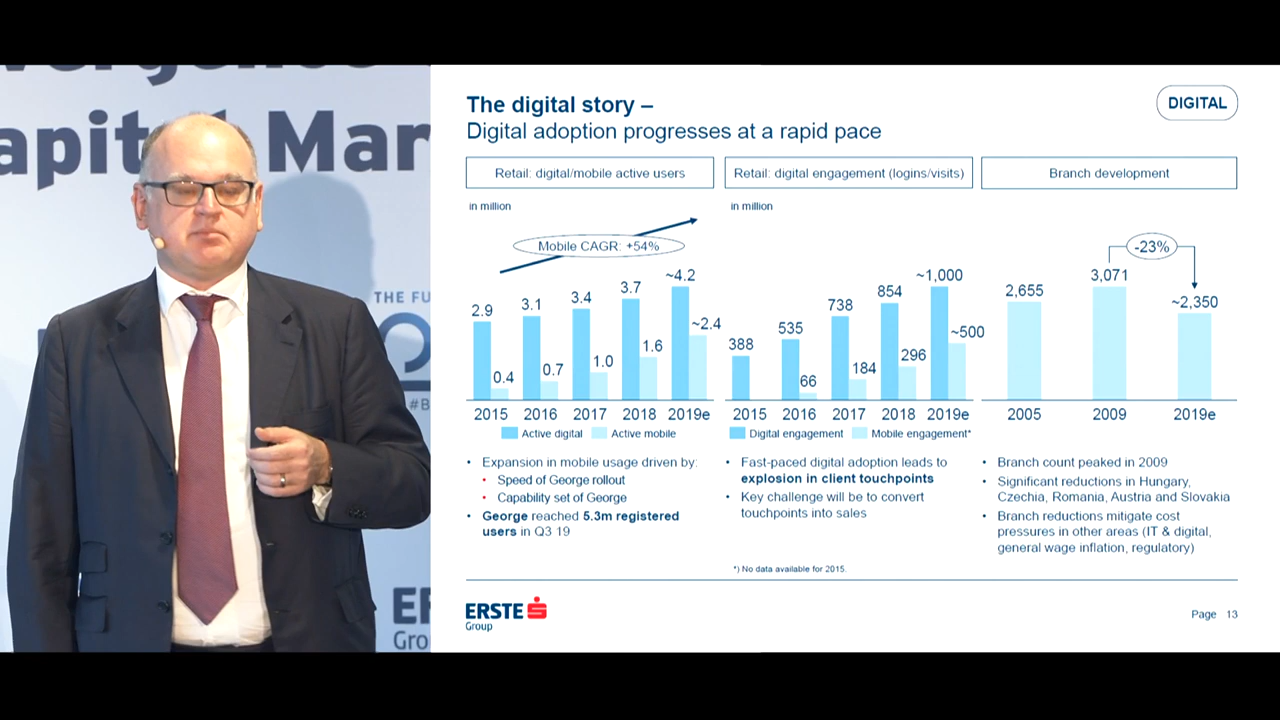 vergence
apital Mar
THE FU
#B
ER
Gro
The digital story –
Digital adoption progresses at a rapid pace
DIGITAL
Retail: digital/mobile active users
in million
Mobile CAGR: +54%
2.9 3.1 3.4 3.7 ~4.2
0.4 0.7 1.0 1.6 ~2.4
2015 2016 2017 2018 2019e
Active digital Active mobile
• Expansion in mobile usage driven by:
• Speed of George rollout
• Capability set of George
• George reached 5.3m registered
users in Q3 19
Retail: digital engagement (logins/visits)
in million
388 535 738 854 ~1,000
66 184 296 ~500
2015 2016 2017 2018 2019e
Digital engagement Mobile engagement*
• Fast-paced digital adoption leads to
explosion in client touchpoints
• Key challenge will be to convert
touchpoints into sales
*) No data available for 2015.
Branch development
-23%
2,655 3,071 ~2,350
2005 2009 2019e
• Branch count peaked in 2009
• Significant reductions in Hungary,
Czechia, Romania, Austria and Slovakia
• Branch reductions mitigate cost
pressures in other areas (IT & digital,
general wage inflation, regulatory)
ERSTE
Group
Page 13